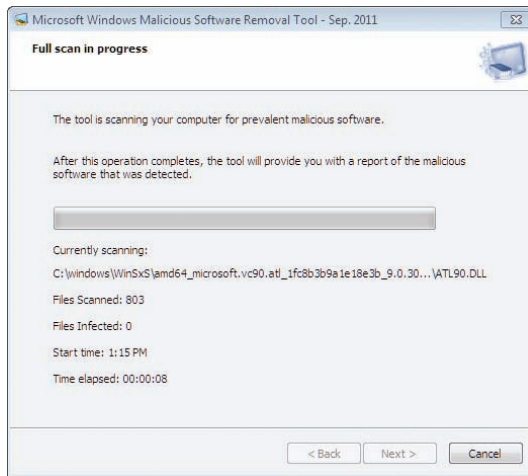 Microsoft Windows Malicious Software Removal Tool - Sep. 2011
Full scan in progress
The tool is scanning your computer for prevalent malicious software.
After this operation completes, the tool will provide you with a report of the malicious
software that was detected.
Currently scanning:
C:\windows\WinSxS\amd64_microsoft.vc90.atl_1fc8b3b9a1e18e3b_9.0.30...\ATL90.DLL
Files Scanned: 803
Files Infected: 0
Start time: 1:15 PM
Time elapsed: 00:00:08
< Back Next > Cancel